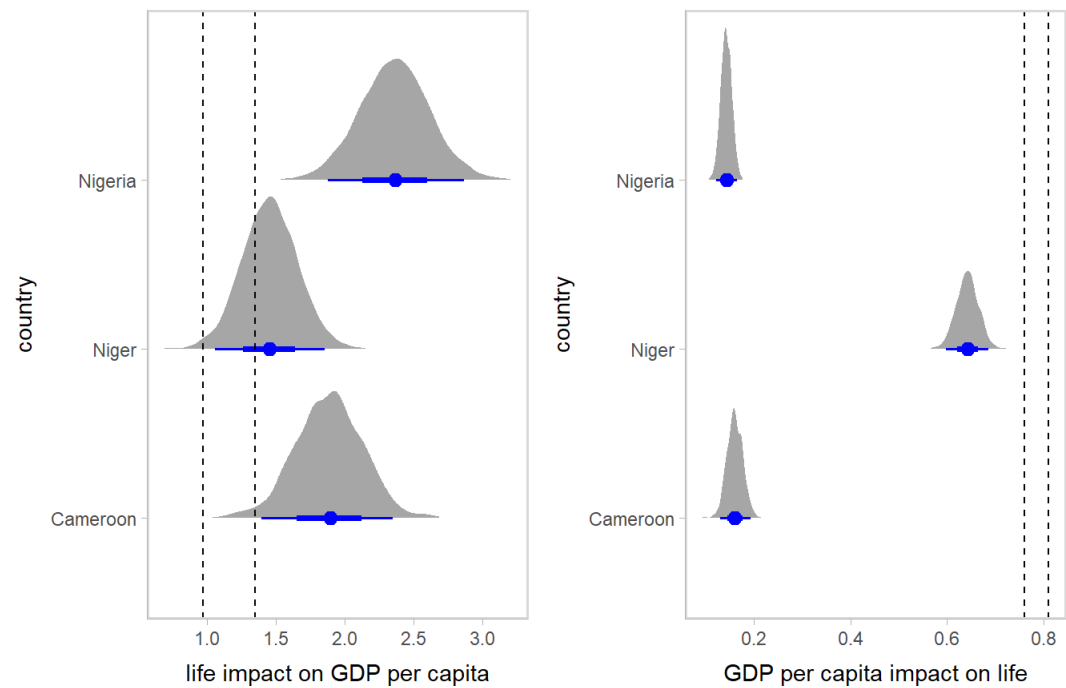 country
Nigeria
Niger
Cameroon
1.0 1.5 2.0 2.5 3.0
life impact on GDP per capita
country
Nigeria
Niger
Cameroon
0.2 0.4 0.6 0.8
GDP per capita impact on life